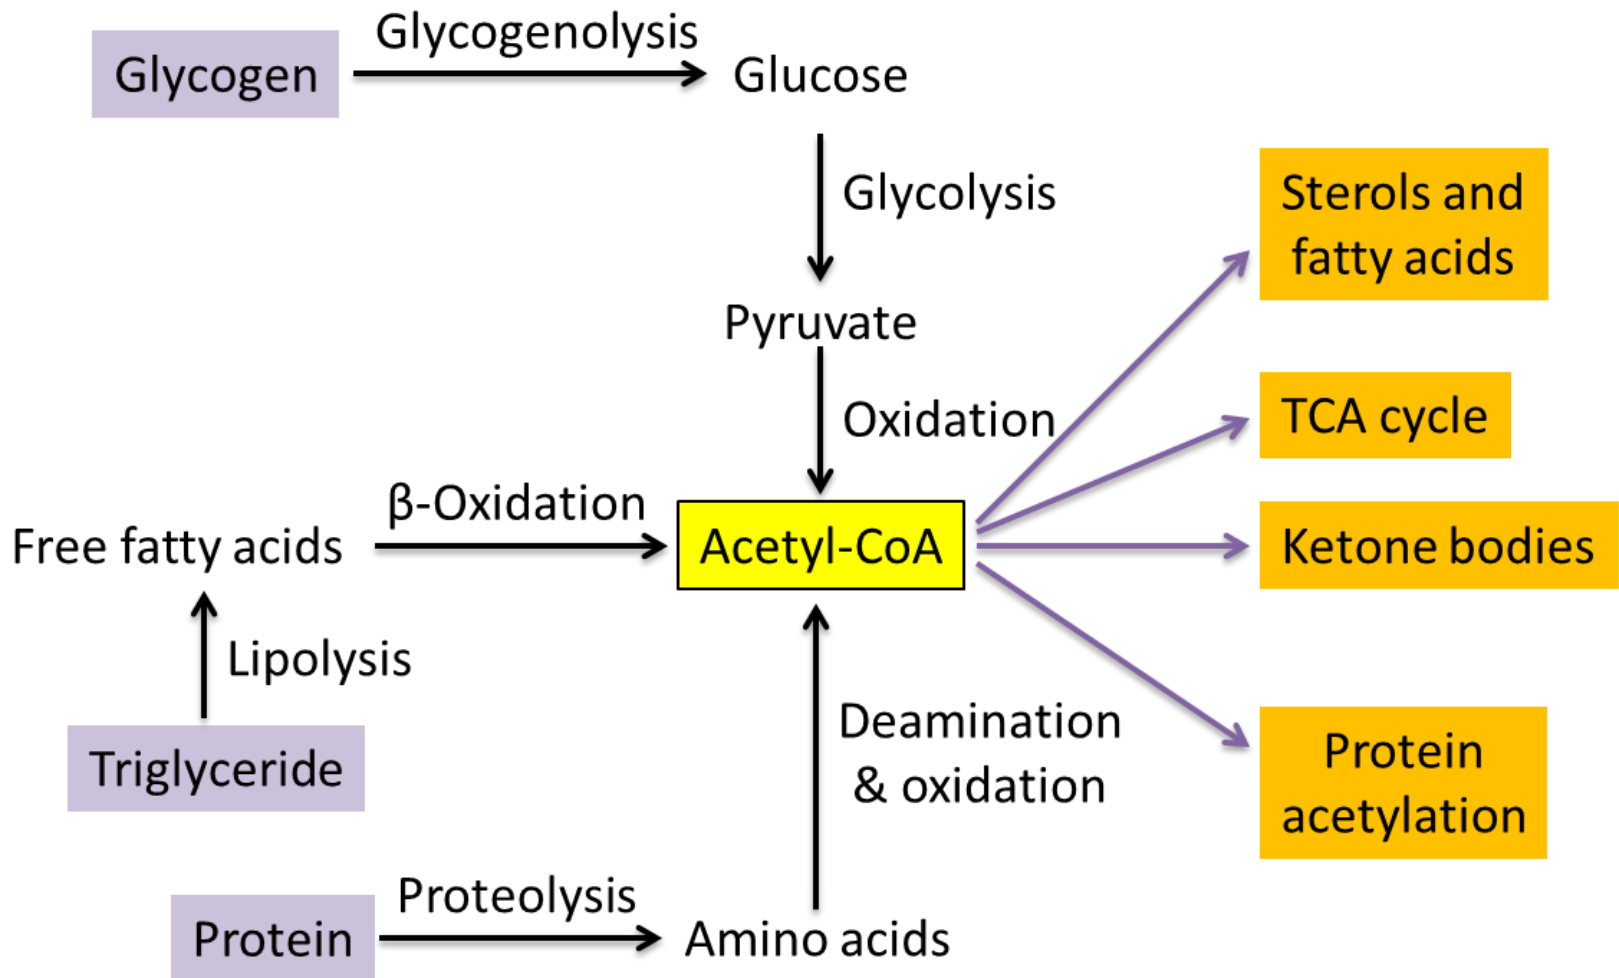 Glycogenolysis
Glycogen
Glucose
Glycolysis
Sterols and
fatty acids
Pyruvate
Oxidation
TCA cycle
β-Oxidation
Free fatty acids
Acetyl-CoA
Ketone bodies
Lipolysis
Triglyceride
Deamination
& oxidation
Protein
acetylation
Proteolysis
Protein
Amino acids